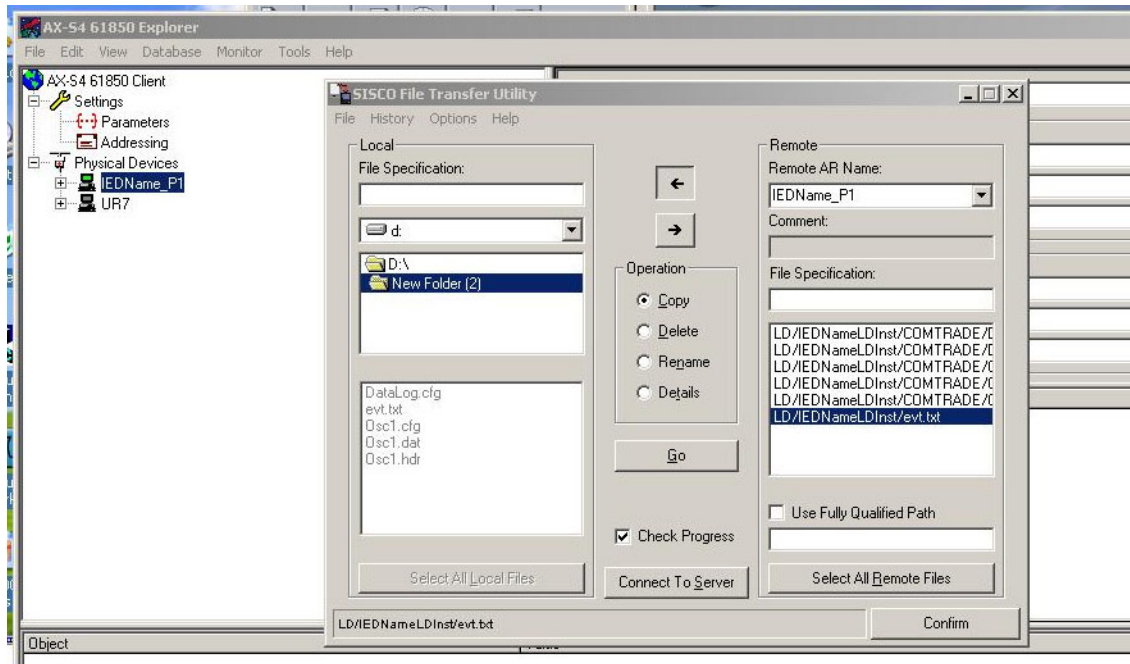 AX-S4 61850 Explorer
File Edit View Database Monitor Tools Help
AX-S4 61850 Client
Settings
Parameters
Addressing
Physical Devices
IEDName_P1
UR7
SISCO File Transfer Utility
File History Options Help
Local
File Specification:
d:
D:\
New Folder (2)
DataLog.cfg
evt.txt
Osc1.cfg
Osc1.dat
Osc1.hdr
Select All Local Files
Operation
Copy
Delete
Rename
Details
Go
Check Progress
Connect To Server
Remote
Remote AR Name:
IEDName_P1
Comment:
File Specification:
LD/IEDNameLDInst/COMTRADE/
LD/IEDNameLDInst/COMTRADE/
LD/IEDNameLDInst/COMTRADE/
LD/IEDNameLDInst/COMTRADE/
LD/IEDNameLDInst/COMTRADE/
LD/IEDNameLDInst/evt.txt
Use Fully Qualified Path
Select All Remote Files
LD/IEDNameLDInst/evt.txt
Confirm
Object